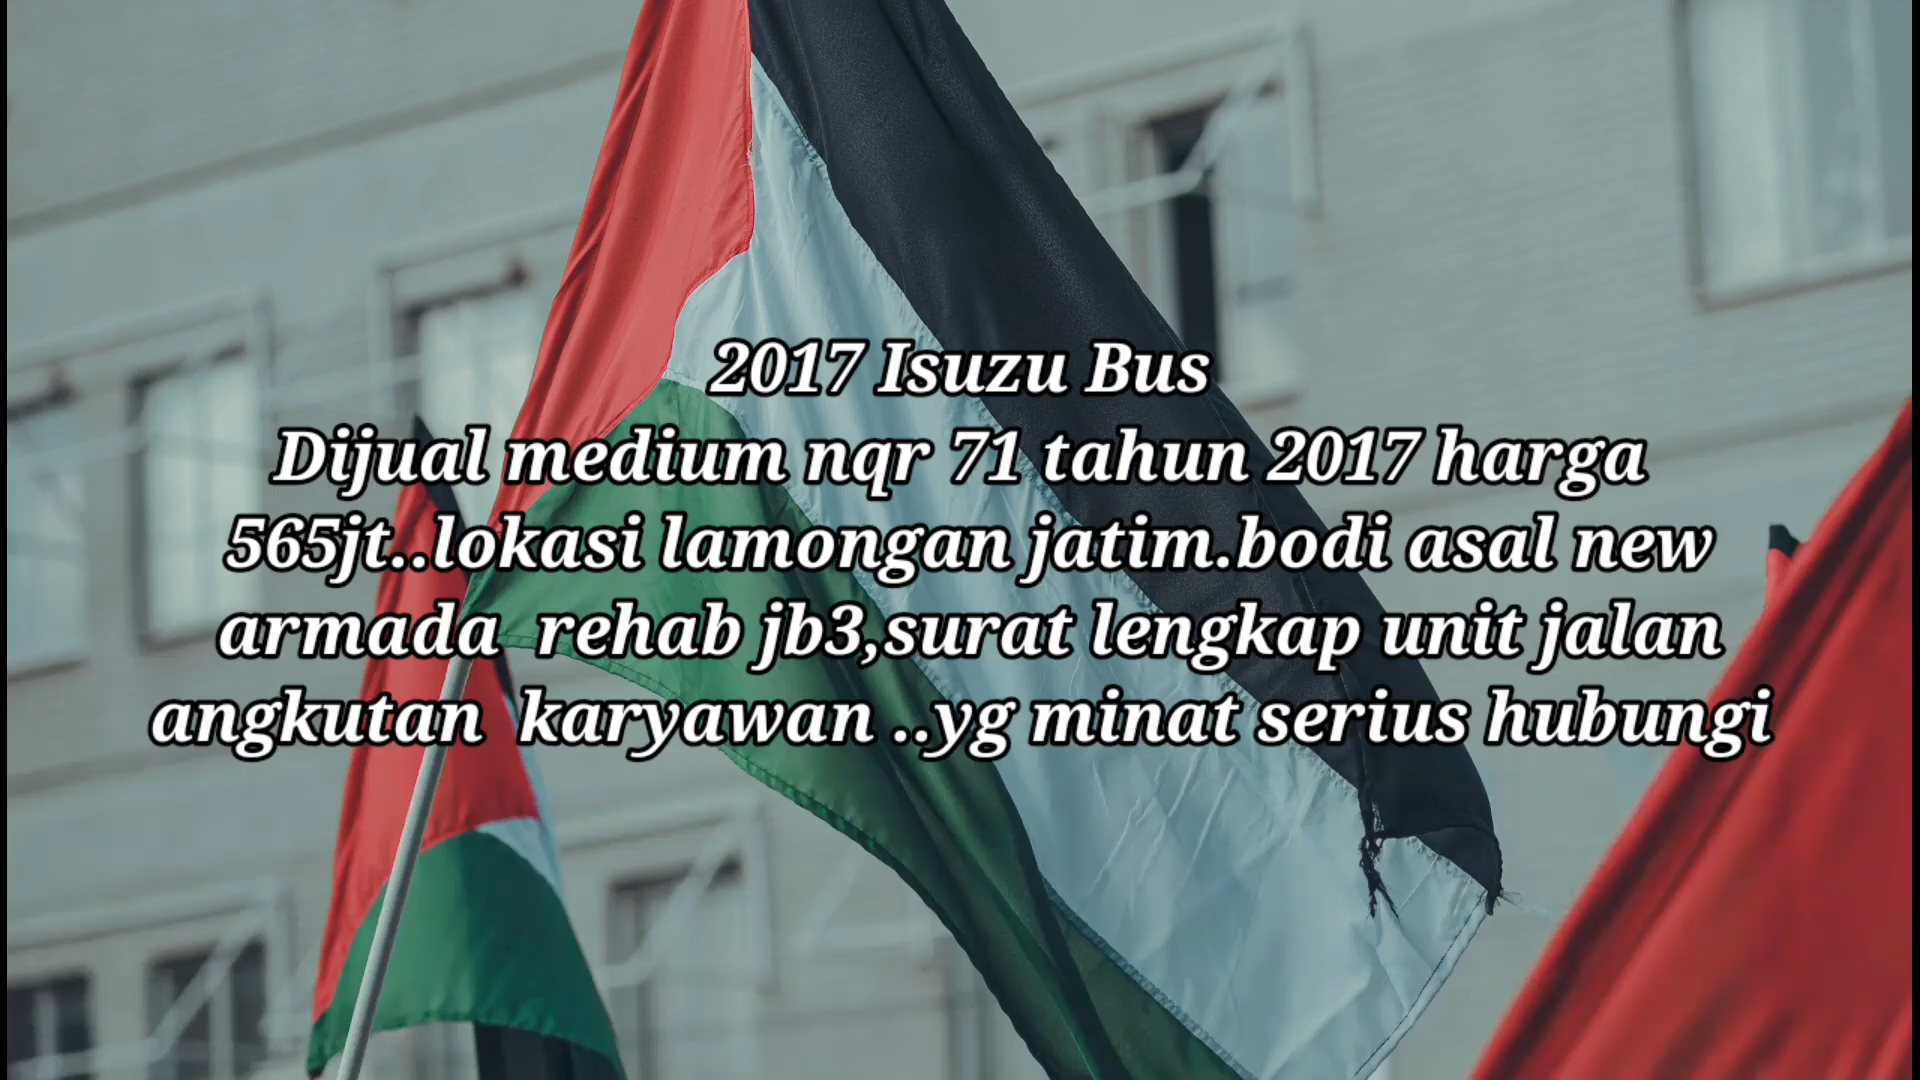 2017 Isuzu Bus
Dijual medium nqr 71 tahun 2017 harga
565jt..lokasi lamongan jatim.bodi asal new
armada  rehab jb3,surat lengkap unit jalan
angkutan  karyawan ..yg minat serius hubungi